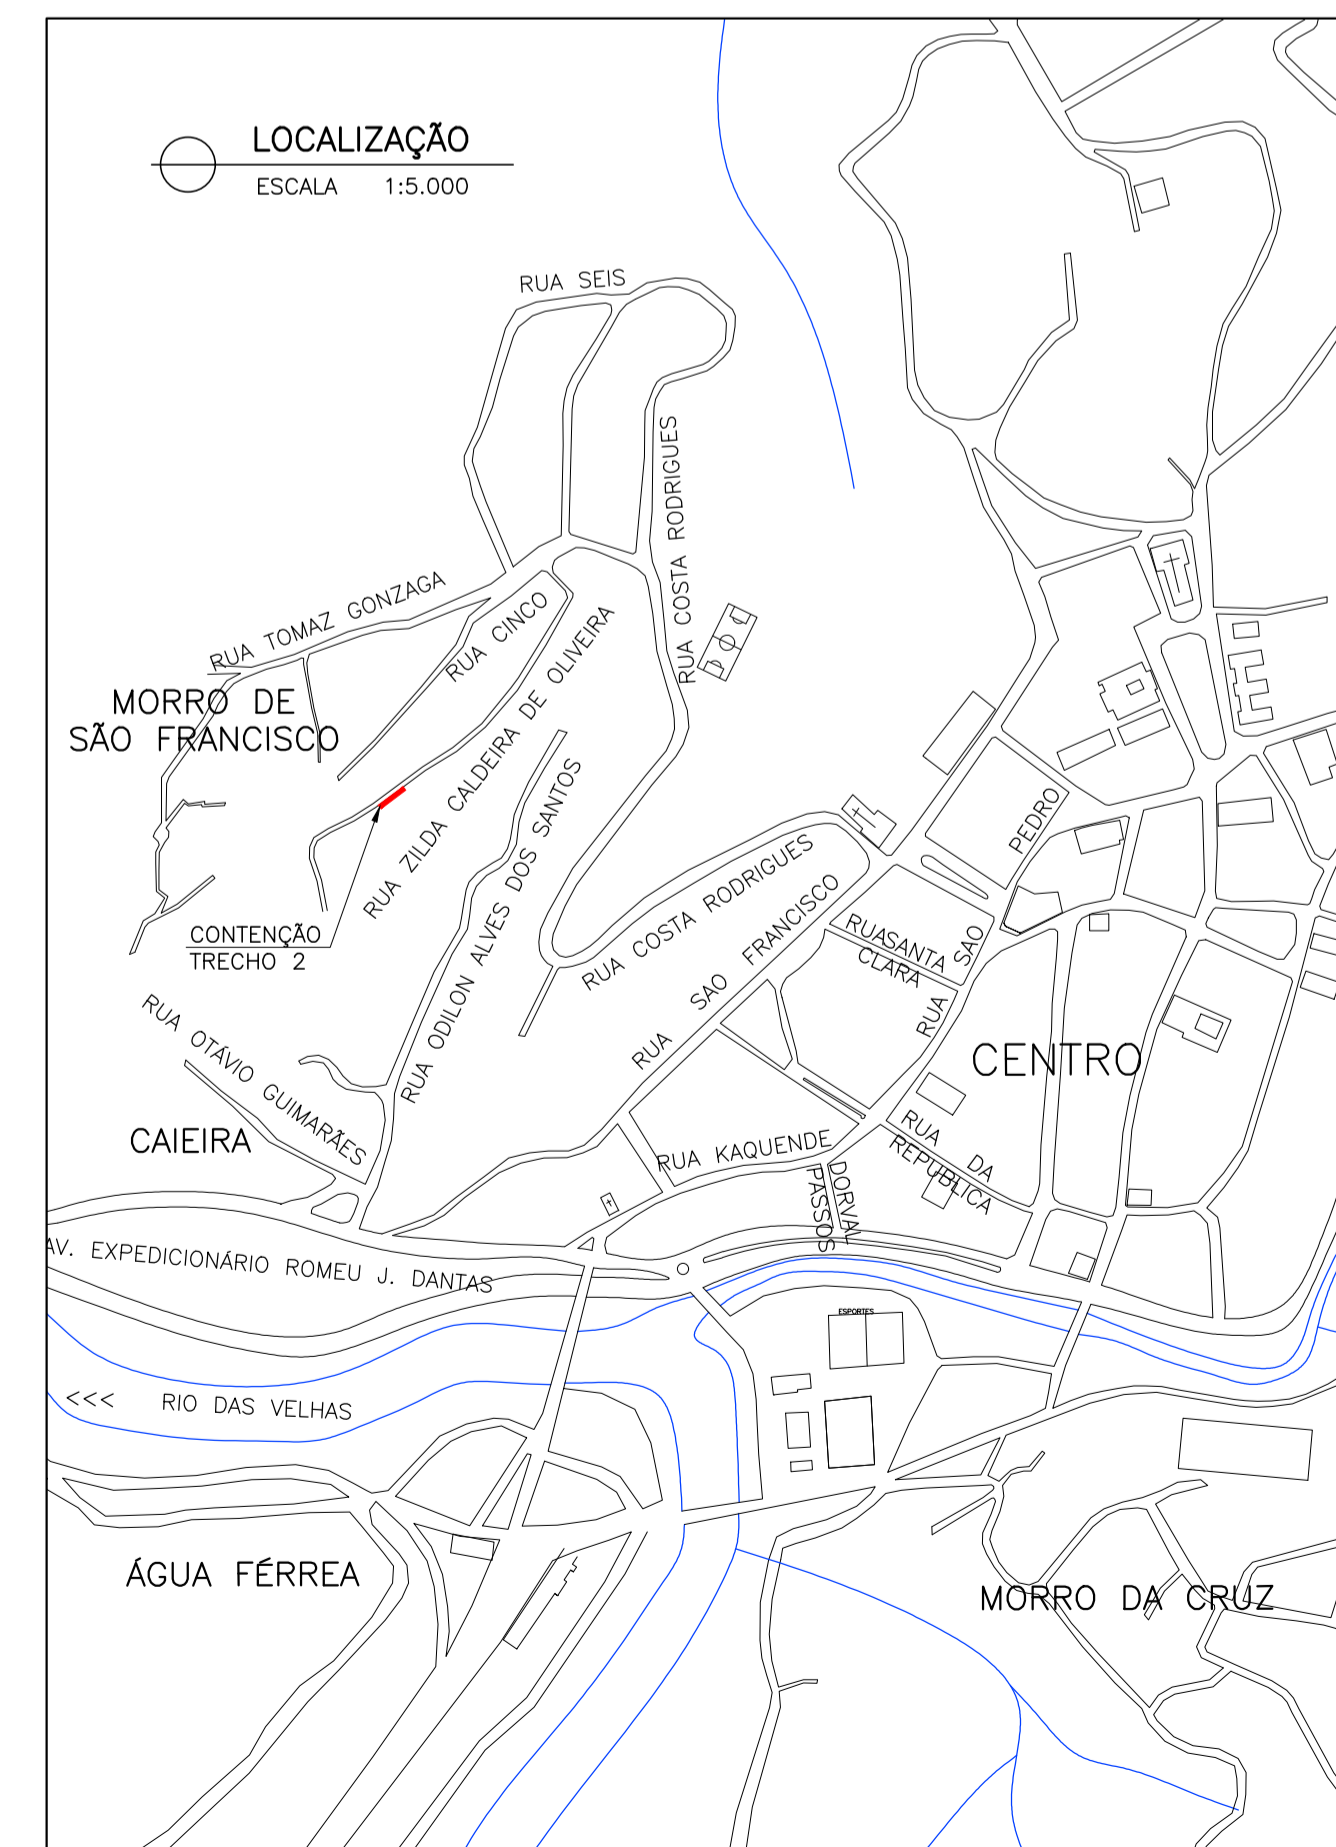 LOCALIZAÇÃO
ESCALA 1:5.000
RUA SEIS
RUA COSTA RODRIGUES
RUA TOMAZ GONZAGA
RUA CINCO
MORRO DE
SÃO FRANCISCO
RUA ZILDA CALDEIRA DE OLIVEIRA
RUA ODILON ALVES DOS SANTOS
CONTENÇÃO
TRECHO 2
RUA COSTA RODRIGUES
RUA SAO FRANCISCO
RUASANTA
CLARA
RUA SAO PEDRO
CENTRO
RUA OTÁVIO GUIMARÃES
CAIEIRA
RUA KAQUENDE
RUA DA
REPUBLICA
DORVAL
PASSOS
AV. EXPEDICIONÁRIO ROMEU J. DANTAS
ESPORTES
<<< RIO DAS VELHAS
ÁGUA FÉRREA
MORRO DA CRUZ